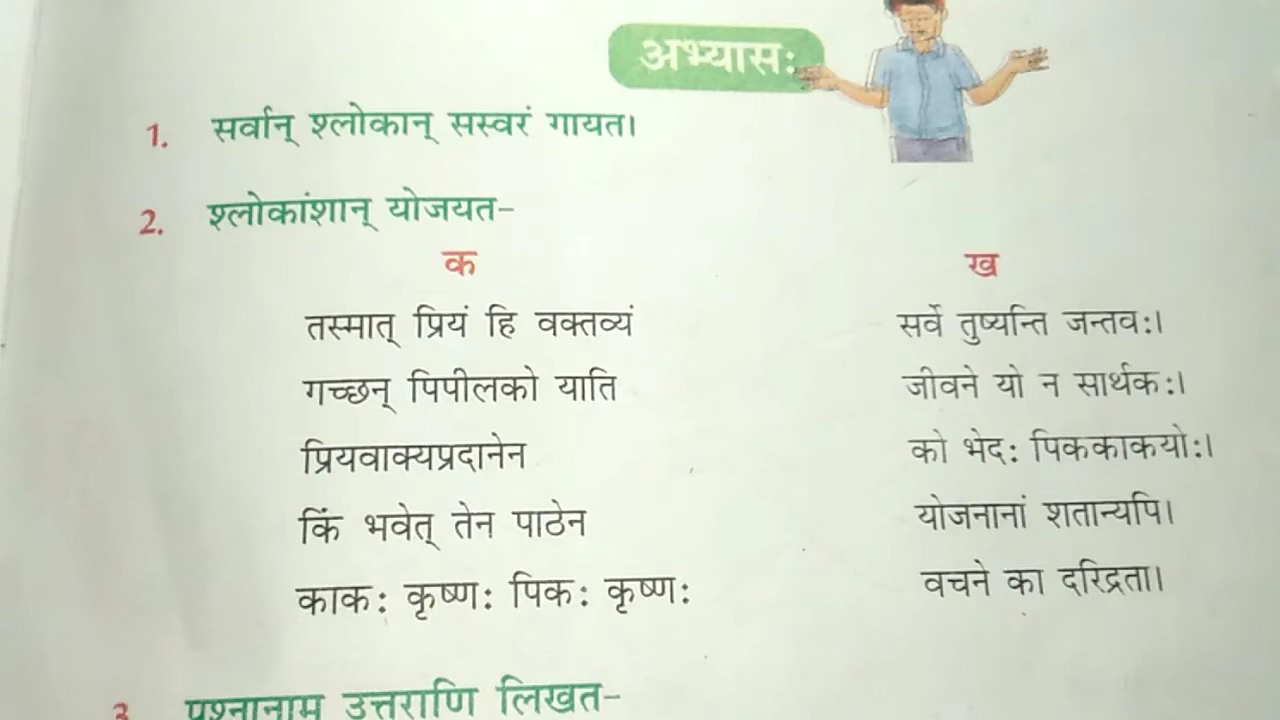 अभ्यासः
1. सर्वान् श्लोकान् सस्वरं गायत।
2. श्लोकांशान् योजयत-
क ख
तस्मात् प्रियं हि वक्तव्यं सर्वे तुष्यन्ति जन्तवः।
गच्छन् पिपीलको याति जीवने यो न सार्थकः।
प्रियवाक्यप्रदानेन को भेदः पिककाकयोः।
किं भवेत् तेन पाठेन योजनानां शतान्यपि।
काकः कृष्णः पिकः कृष्णः वचने का दरिद्रता।
3. प्रश्नानाम् उत्तराणि लिखत-